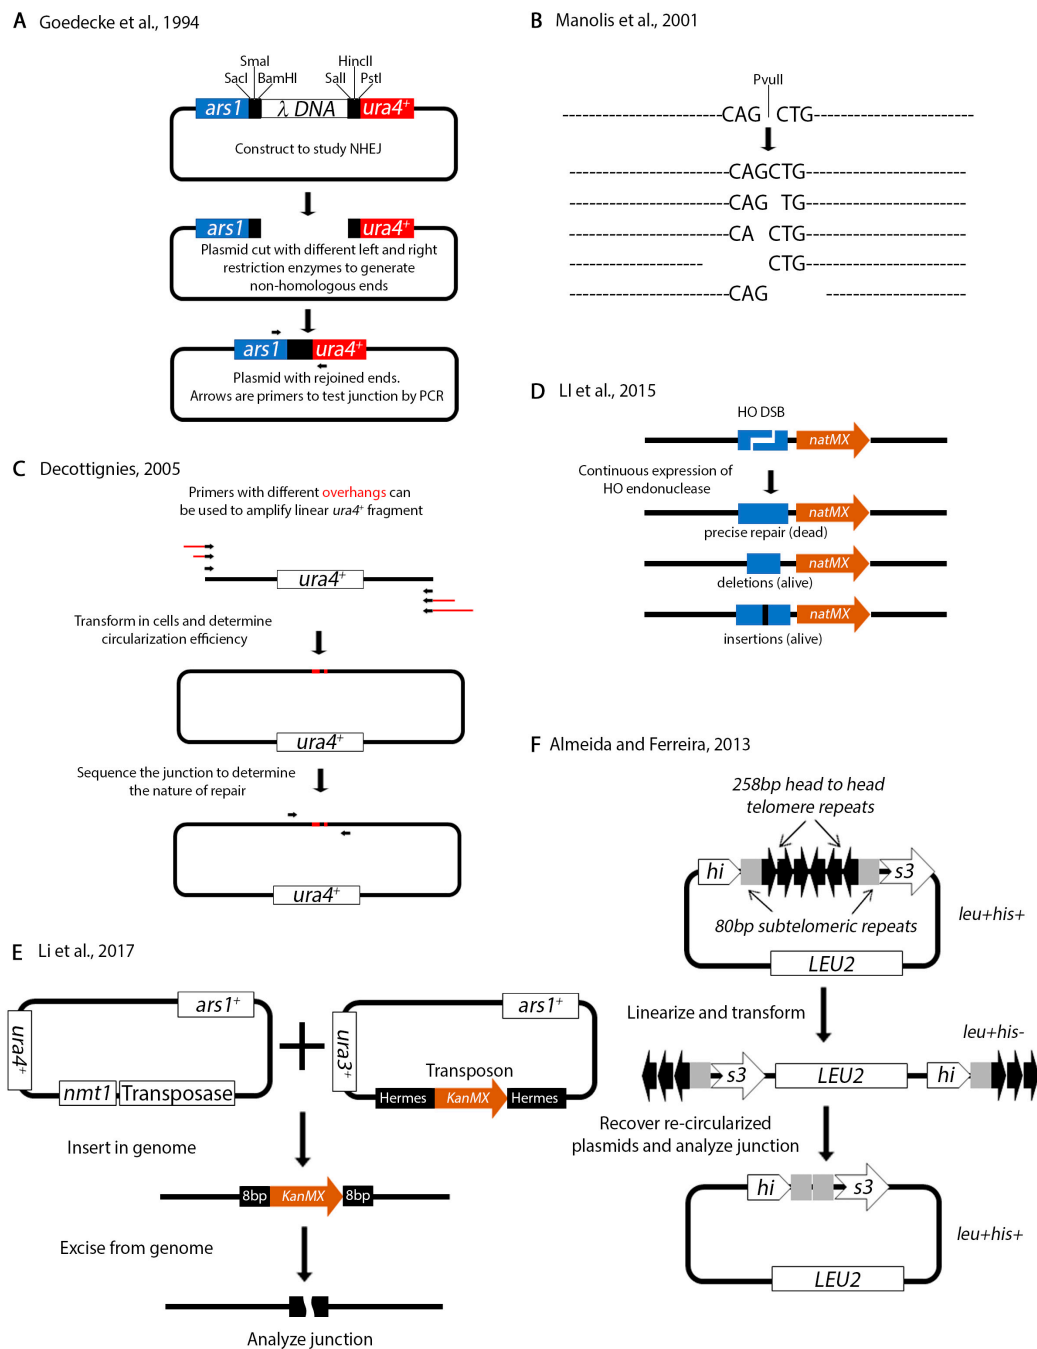 A Goedecke et al., 1994
SmaI
HincII
SacI
BamHI
SalI
PstI
ars1
λ DNA
ura4+
Construct to study NHEJ
ars1
ura4+
Plasmid cut with different left and right
restriction enzymes to generate
non-homologous ends
ars1
ura4+
Plasmid with rejoined ends.
Arrows are primers to test junction by PCR
B Manolis et al. 2001
PvuII
CAG CTG
CAGCTG
CAG TG
CA CTG
CTG
CAG
C Decottignies, 2005
Primers with different overhangs can
be used to amplify linear ura4+ fragment
ura4+
Transform in cells and determine
circularization efficiency
ura4+
Sequence the junction to determine
the nature of repair
ura4+
D LI et al., 2015
HO DSB
natMX
Continuous expression of
HO endonuclease
natMX
precise repair (dead)
natMX
deletions (alive)
natMX
insertions (alive)
E Li et al., 2017
ars1+
ura4+
nmt1
Transposase
ars1+
ura3+
Transposon
Hermes
KanMX
Hermes
Insert in genome
8bp
KanMX
8bp
Excise from genome
Analyze junction
F Almeida and Ferreira, 2013
258bp head to head
telomere repeats
hi
s3
80bp subtelomeric repeats
leu+his+
LEU2
Linearize and transform
leu+his-
s3
LEU2
hi
Recover re-circularized
plasmids and analyze junction
hi
s3
leu+his+
LEU2